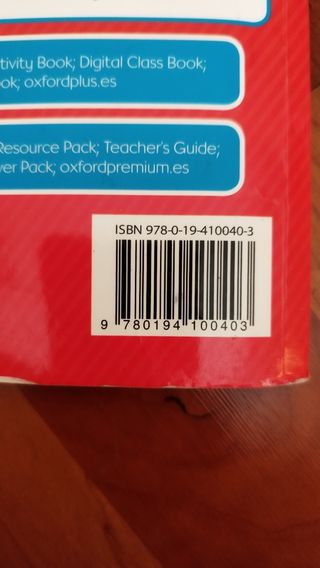 tivity Book; Digital Class Book;
ok; oxfordplus.es
Resource Pack; Teacher's Guide;
ver Pack; oxfordpremium.es
ISBN 978-0-19-410040-3
9 780194 100403